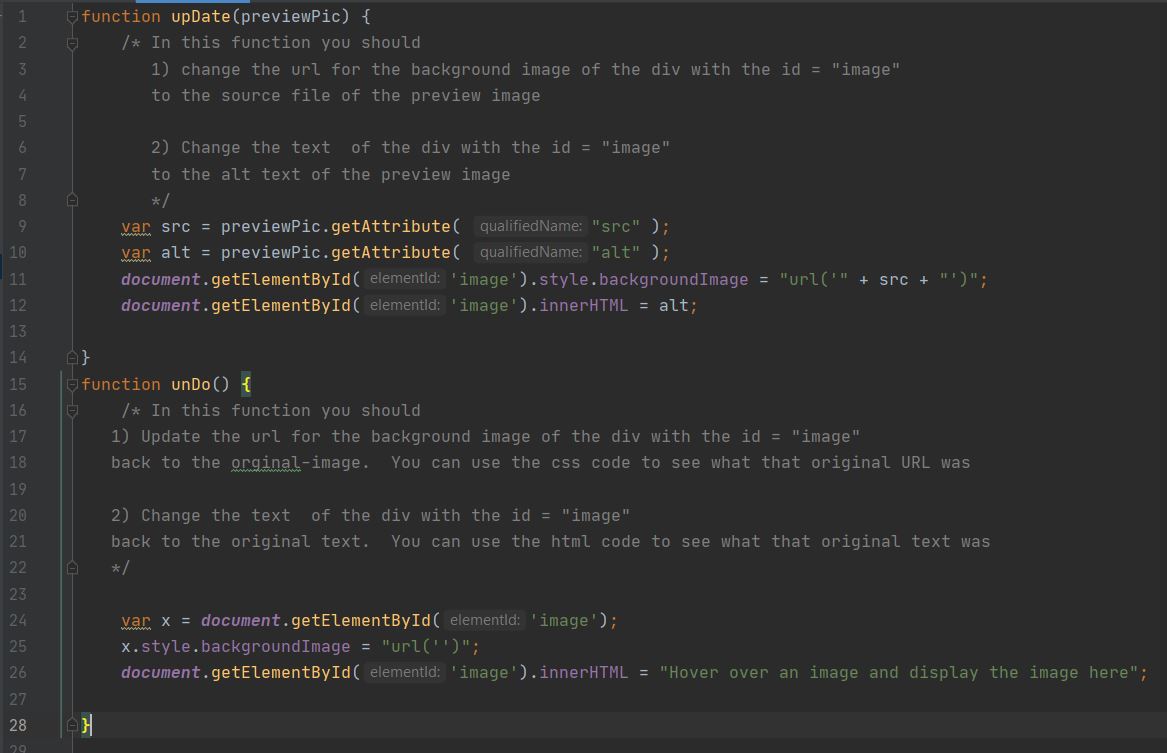 1 function upDate(previewPic) {
2 /* In this function you should
3 1) change the url for the background image of the div with the id = "image"
4 to the source file of the preview image
5
6 2) Change the text  of the div with the id = "image"
7 to the alt text of the preview image
8 */
9 var src = previewPic.getAttribute( qualifiedName: "src" );
10 var alt = previewPic.getAttribute( qualifiedName: "alt" );
11 document.getElementById( elementId: 'image').style.backgroundImage = "url('" + src + "')";
12 document.getElementById( elementId: 'image').innerHTML = alt;
13
14 }
15 function unDo() {
16 /* In this function you should
17 1) Update the url for the background image of the div with the id = "image"
18 back to the orginal-image.  You can use the css code to see what that original URL was
19
20 2) Change the text  of the div with the id = "image"
21 back to the original text.  You can use the html code to see what that original text was
22 */
23
24 var x = document.getElementById( elementId: 'image');
25 x.style.backgroundImage = "url('')";
26 document.getElementById( elementId: 'image').innerHTML = "Hover over an image and display the image here";
27
28 }
29